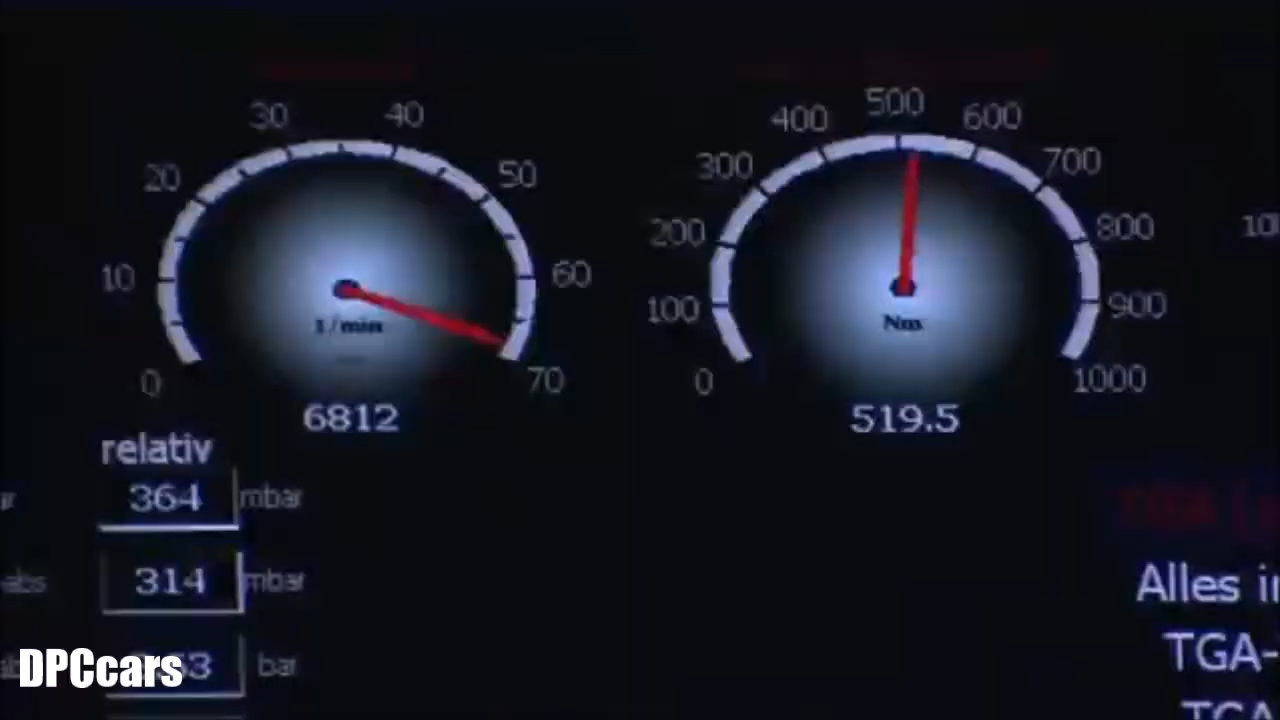 30 40
20 50
10 60
0 70
1/min
6812
400 500 600
300 700
200 800
100 900
0 1000
Nm
519.5
relativ
364 mbar
abs 314 mbar
bar
Alles
TGA-
DPCcars